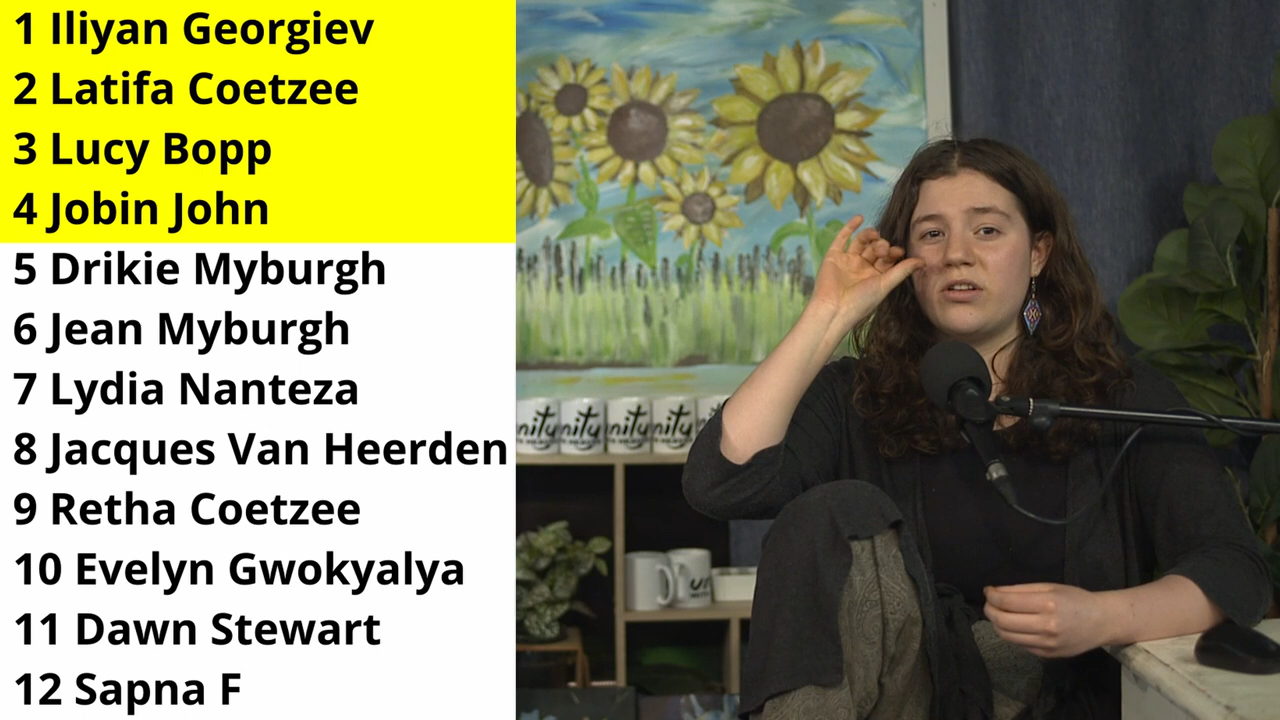 1 Iliyan Georgiev
2 Latifa Coetzee
3 Lucy Bopp
4 Jobin John
5 Drikie Myburgh
6 Jean Myburgh
7 Lydia Nanteza
8 Jacques Van Heerden
9 Retha Coetzee
10 Evelyn Gwokyalya
11 Dawn Stewart
12 Sapna F